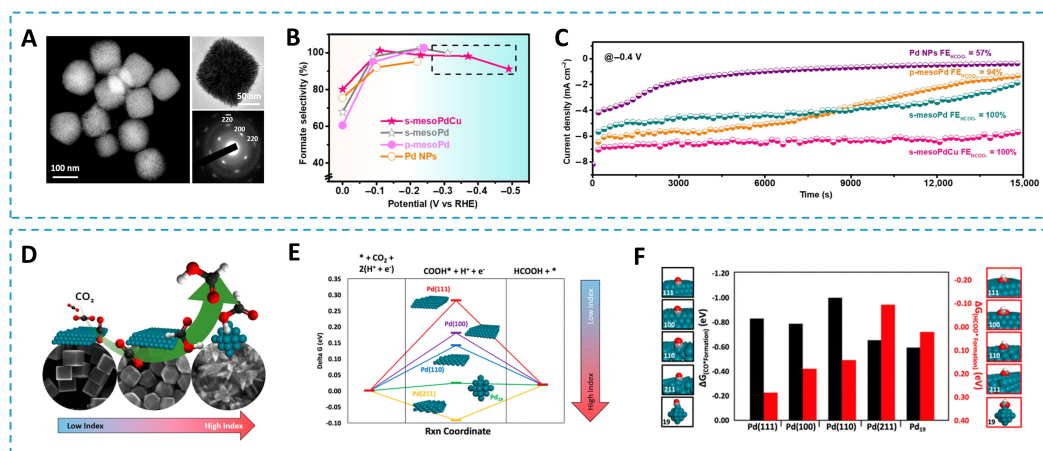 A
100 nm
50 nm
220
200
220
B
Formate selectivity (%)
100
90
80
70
60
40
s-mesoPdCu
s-mesoPd
p-mesoPd
Pd NPs
0.0
−0.1
−0.2
−0.3
−0.4
−0.5
Potential (V vs RHE)
C
@−0.4 V
Current density (mA cm⁻²)
0
−2
−4
−6
−8
Pd NPs FE_HCOO- = 57%
p-mesoPd FE_HCOO- = 94%
s-mesoPd FE_HCOO- = 100%
s-mesoPdCu FE_HCOO- = 100%
0
3000
6000
9000
12,000
15,000
Time (s)
D
CO₂
Low Index
High Index
E
* + CO₂ +
2(H⁺ + e⁻)
COOH* + H⁺ + e⁻
HCOOH + *
Delta G (eV)
0.35
0.30
0.25
0.20
0.15
0.10
0.05
0.00
-0.05
-0.10
Pd(111)
Pd(100)
Pd(110)
Pd₁₉
Pd(211)
Rxn Coordinate
Low Index
High Index
F
111
100
110
211
19
ΔG(CO*Formation) (eV)
-1.20
-1.00
-0.80
-0.60
-0.40
-0.20
0.00
Pd(111)
Pd(100)
Pd(110)
Pd(211)
Pd₁₉
-0.20
-0.10
0.00
0.10
0.20
0.30
0.40
ΔG(HCOO* Formation) (eV)
111
100
110
211
19